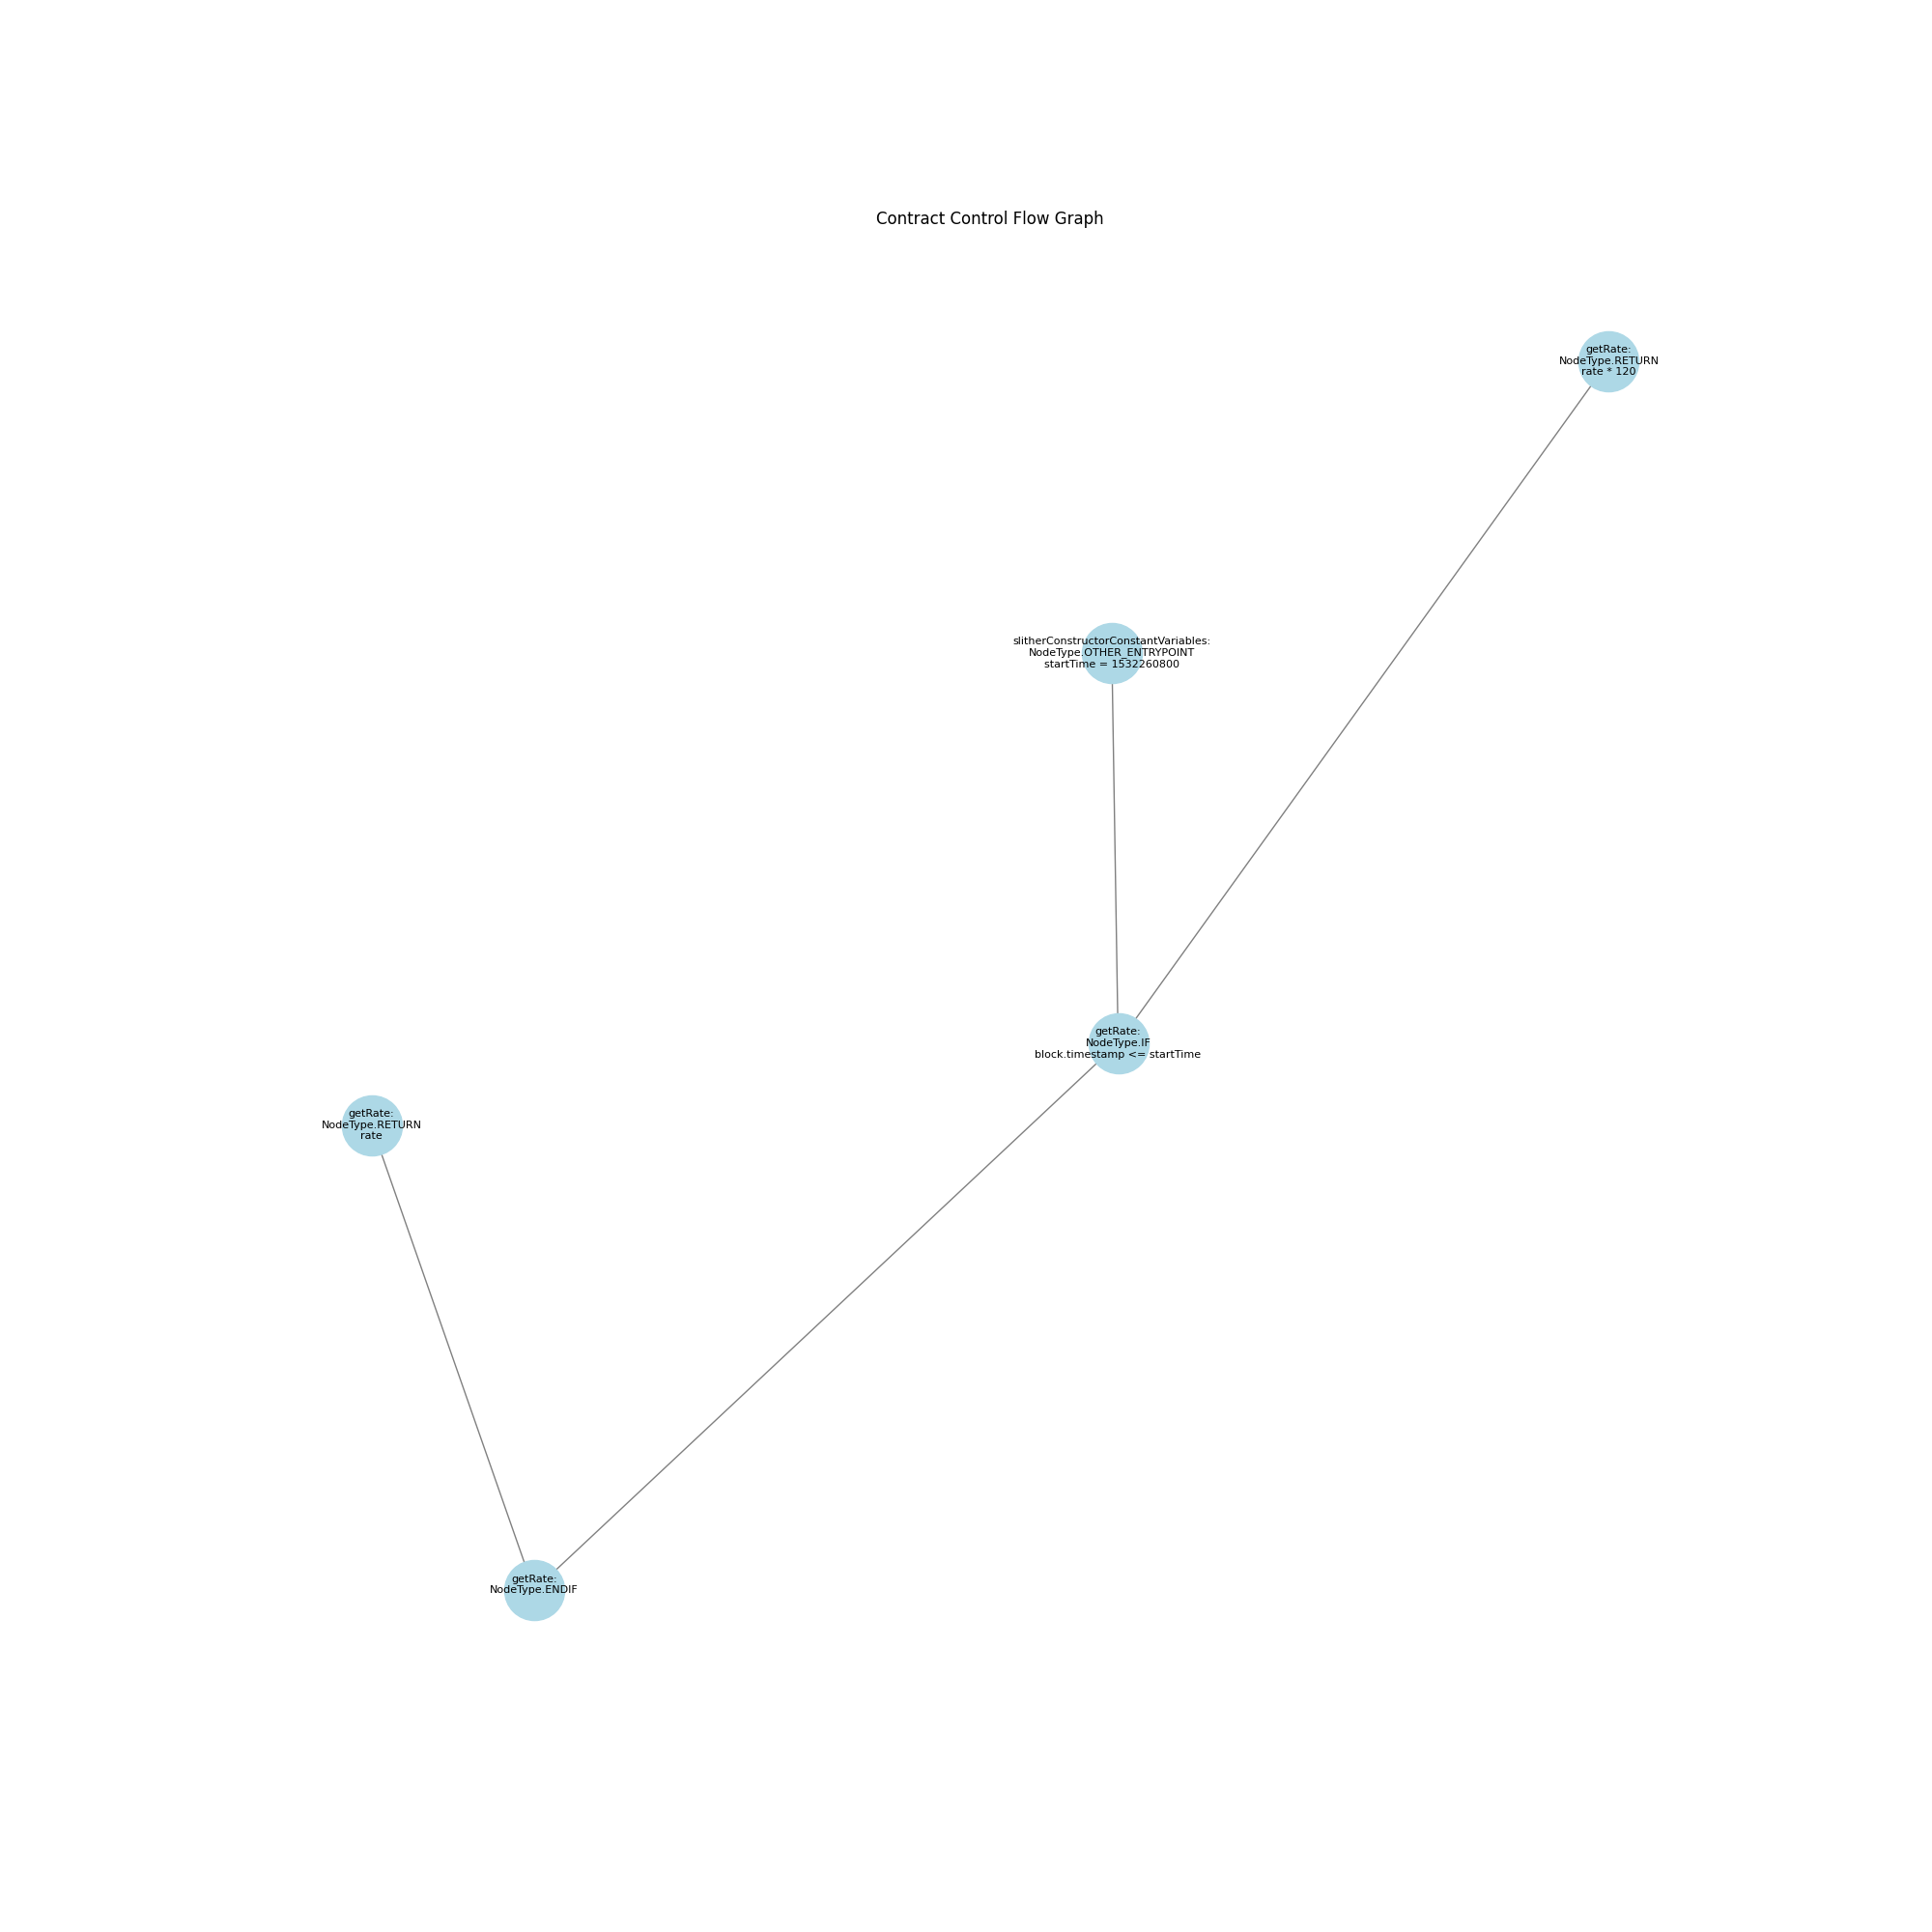 Contract Control Flow Graph
getRate:
NodeType.RETURN
rate * 120
slitherConstructorConstantVariables:
NodeType.OTHER_ENTRYPOINT
startTime = 1532260800
getRate:
NodeType.IF
block.timestamp <= startTime
getRate:
NodeType.RETURN
rate
getRate:
NodeType.ENDIF